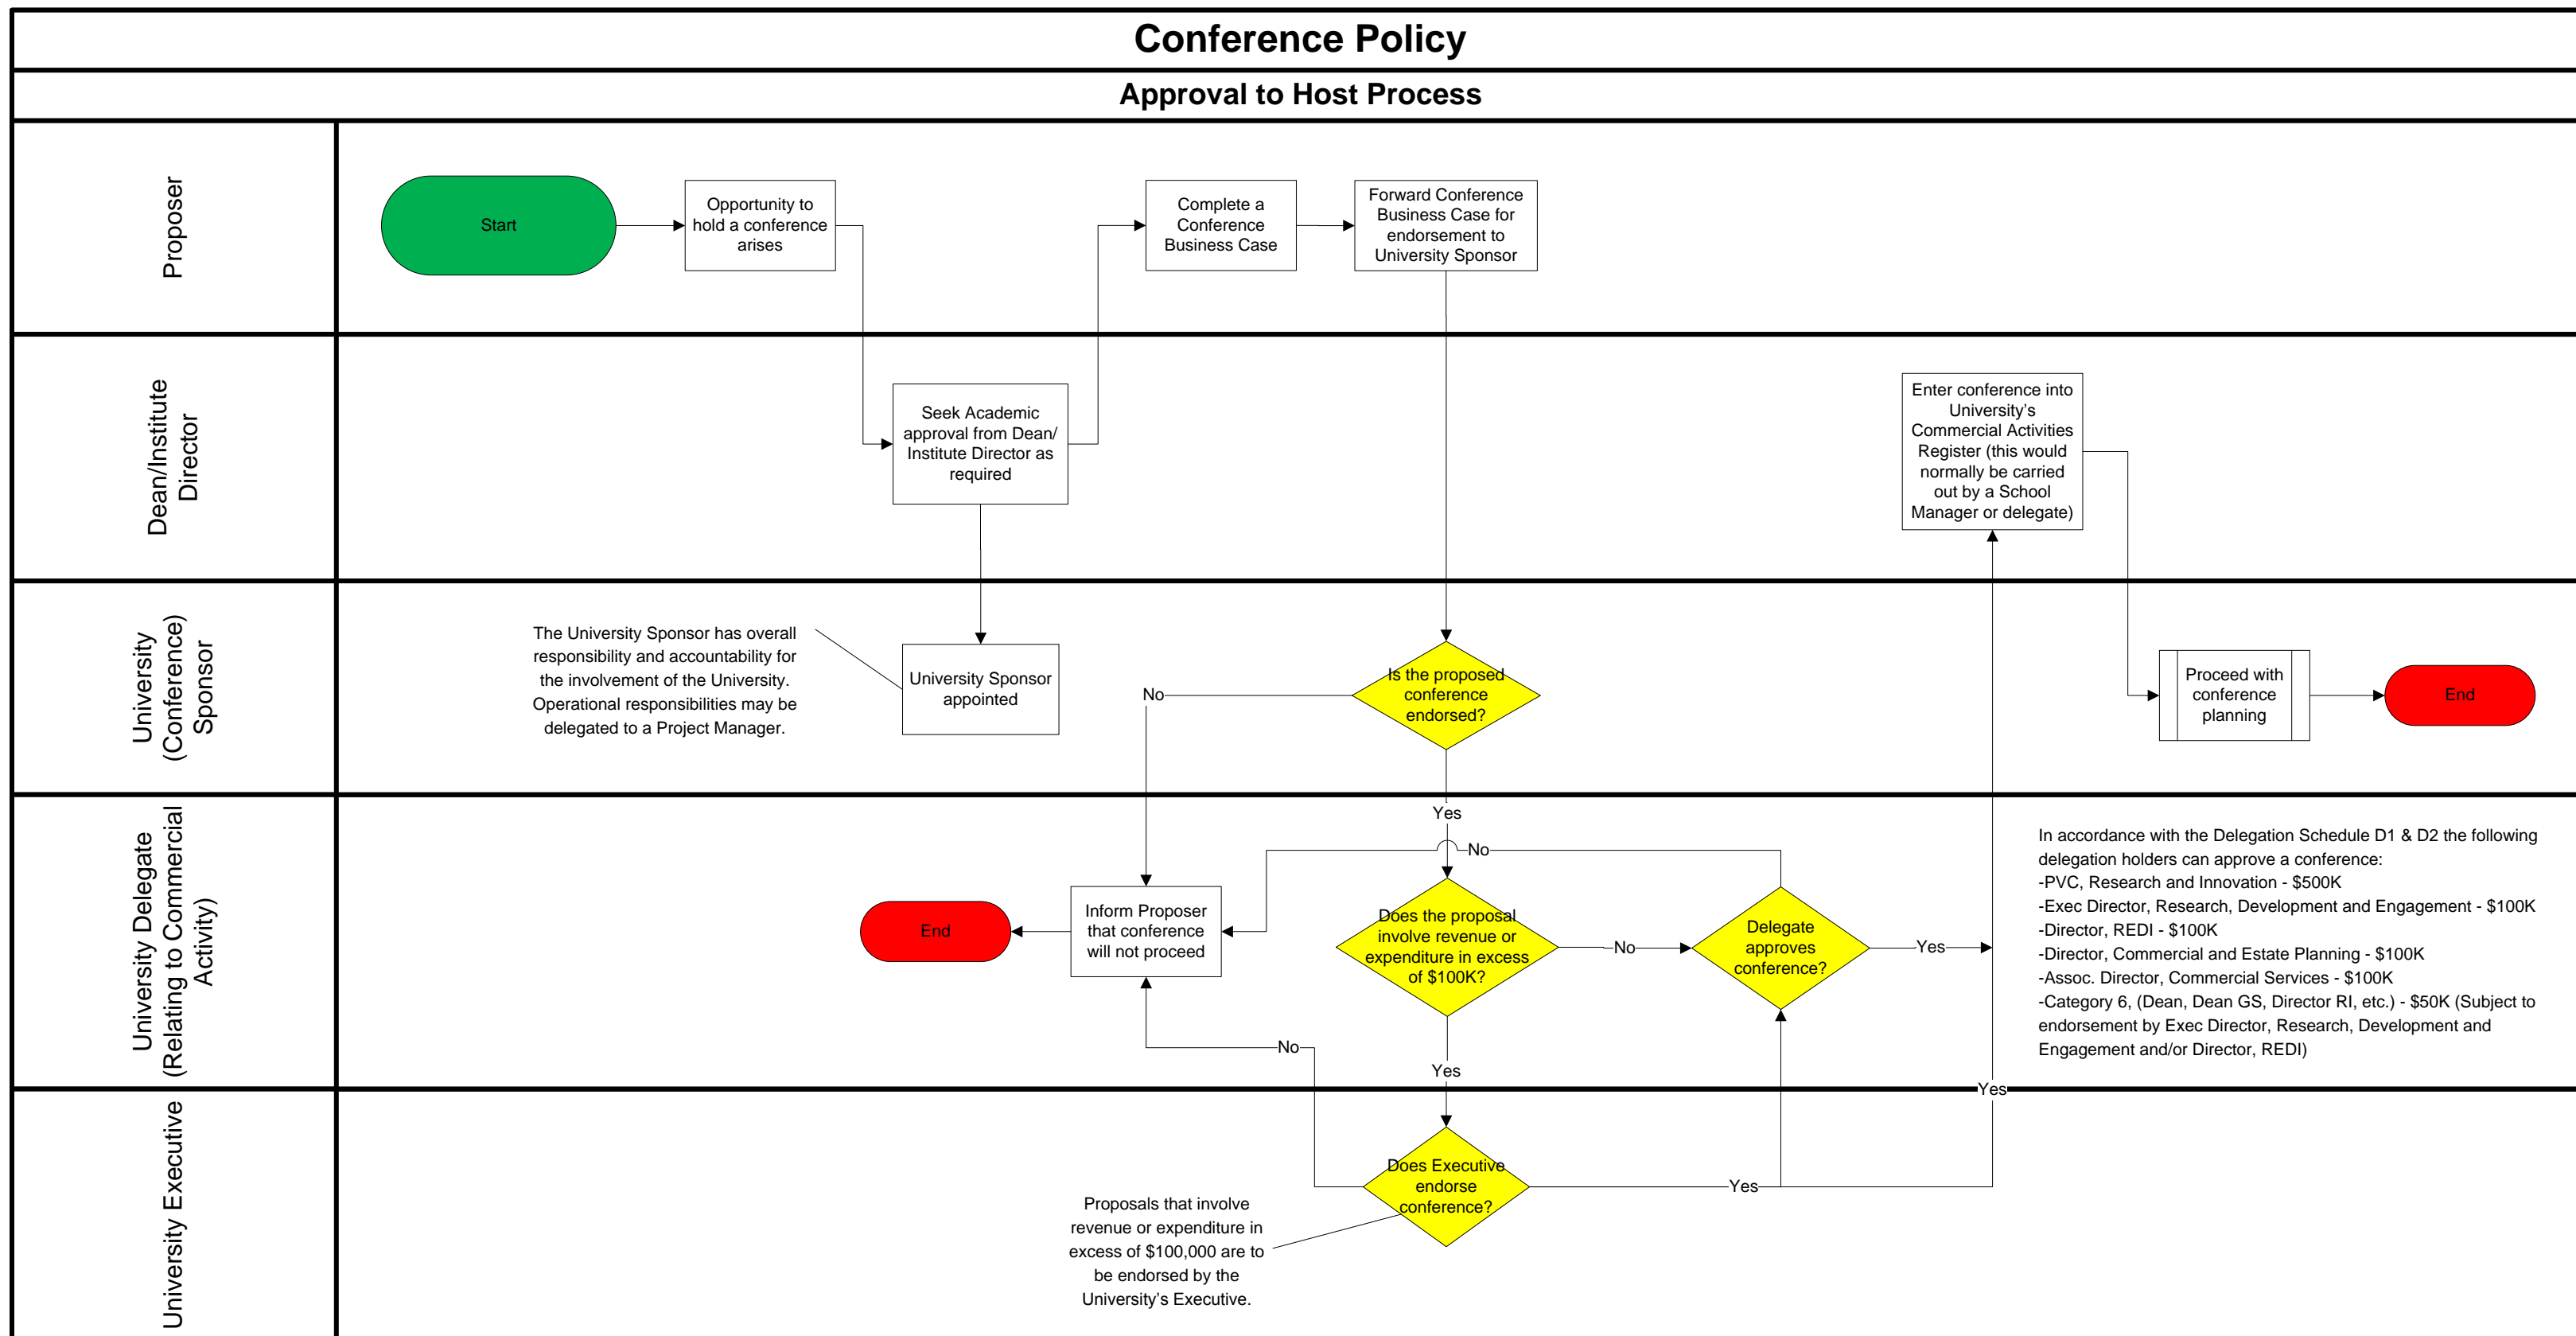 Conference Policy
Approval to Host Process
Proposer
Start
Opportunity to
hold a conference
arises
Complete a
Conference
Business Case
Forward Conference
Business Case for
endorsement to
University Sponsor
Dean/Institute
Director
Seek Academic
approval from Dean/
Institute Director as
required
Enter conference into
University’s
Commercial Activities
Register (this would
normally be carried
out by a School
Manager or delegate)
University
(Conference)
Sponsor
The University Sponsor has overall
responsibility and accountability for
the involvement of the University.
Operational responsibilities may be
delegated to a Project Manager.
University Sponsor
appointed
No
Is the proposed
conference
endorsed?
Proceed with
conference
planning
End
University Delegate
(Relating to Commercial
Activity)
Yes
No
End
Inform Proposer
that conference
will not proceed
Does the proposal
involve revenue or
expenditure in excess
of $100K?
No
Delegate
approves
conference?
Yes
In accordance with the Delegation Schedule D1 & D2 the following
delegation holders can approve a conference:
-PVC, Research and Innovation - $500K
-Exec Director, Research, Development and Engagement - $100K
-Director, REDI - $100K
-Director, Commercial and Estate Planning - $100K
-Assoc. Director, Commercial Services - $100K
-Category 6, (Dean, Dean GS, Director RI, etc.) - $50K (Subject to
endorsement by Exec Director, Research, Development and
Engagement and/or Director, REDI)
No
Yes
Yes
University Executive
Does Executive
endorse
conference?
Yes
Proposals that involve
revenue or expenditure in
excess of $100,000 are to
be endorsed by the
University’s Executive.